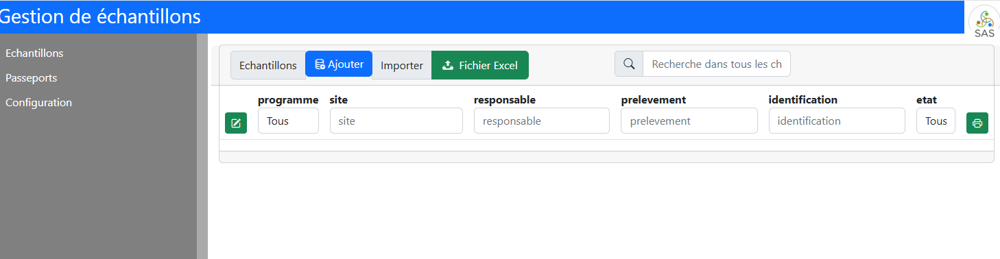 Gestion de échantillons
SAS
Echantillons
Passeports
Configuration
Echantillons Ajouter Importer Fichier Excel Recherche dans tous les ch
programme site responsable prelevement identification etat
Tous site responsable prelevement identification Tous